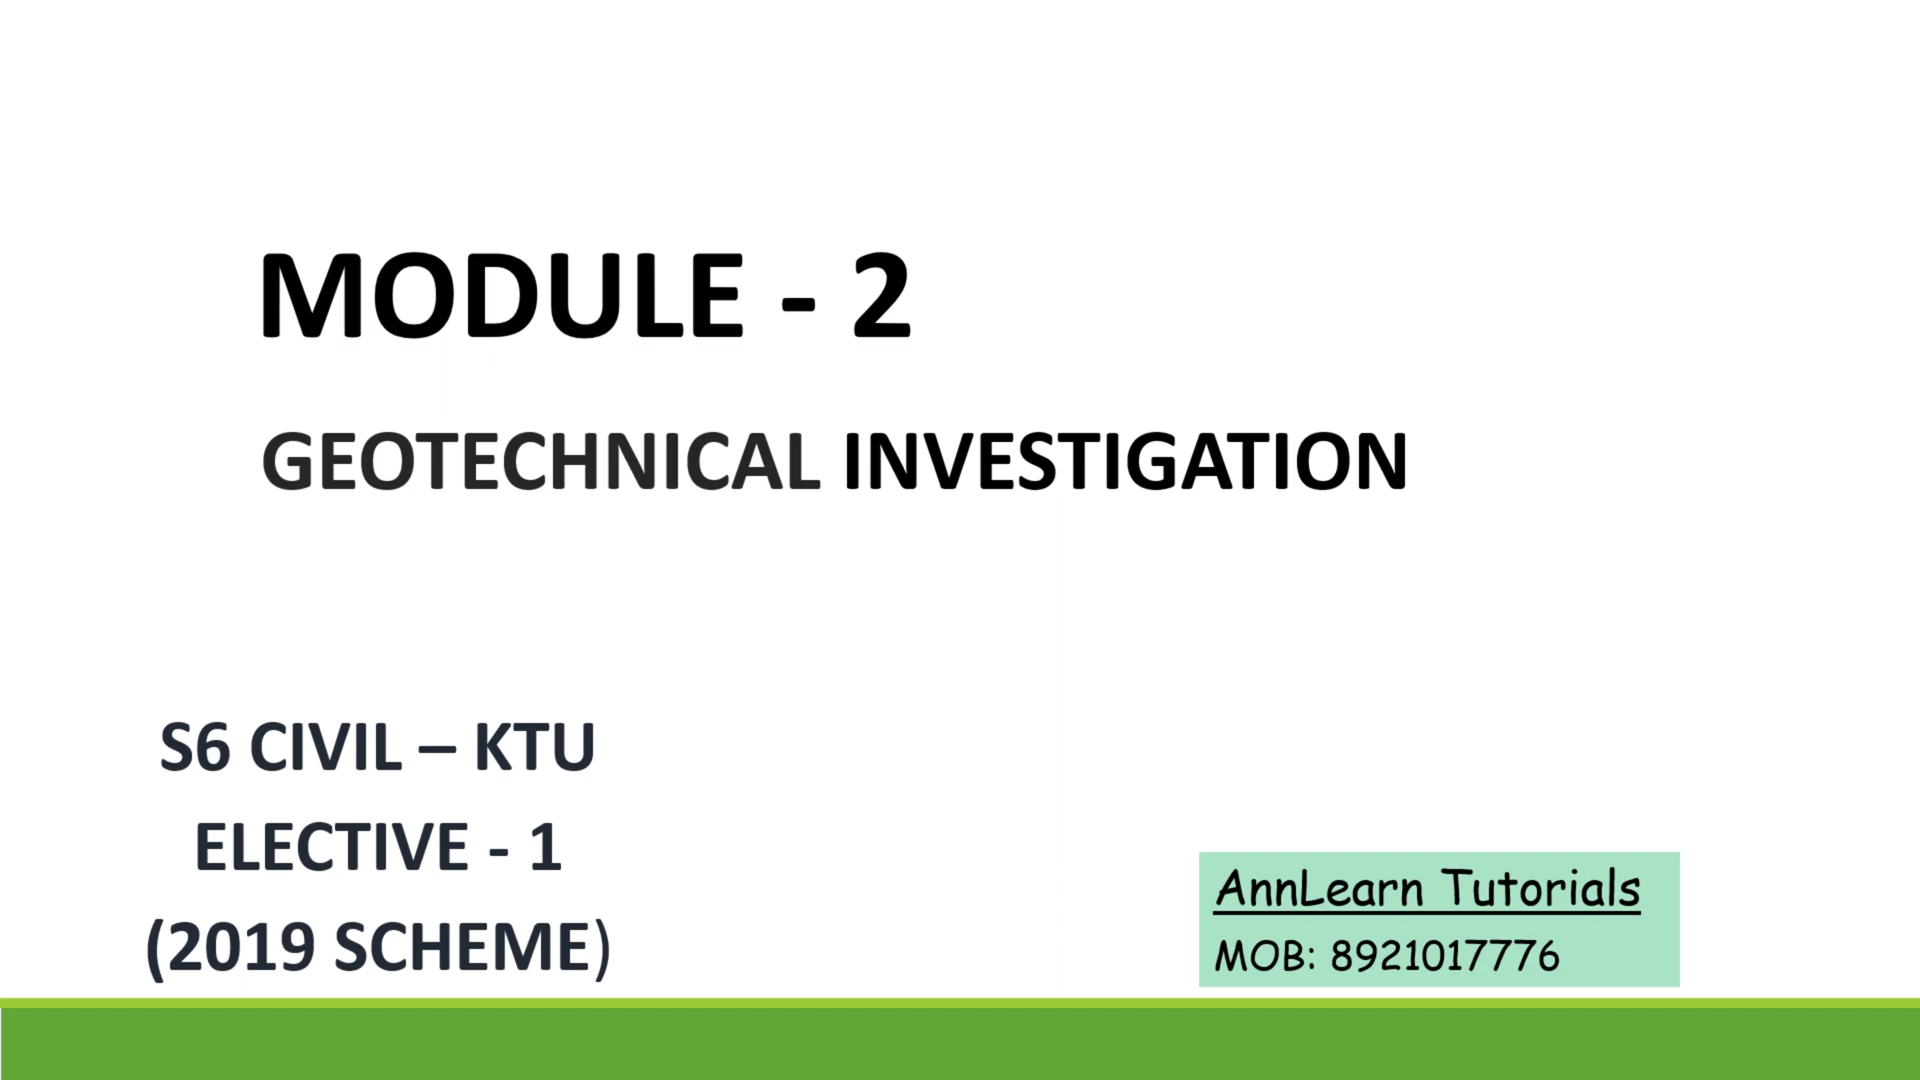 MODULE - 2
GEOTECHNICAL INVESTIGATION
S6 CIVIL – KTU
ELECTIVE - 1
(2019 SCHEME)
AnnLearn Tutorials
MOB: 8921017776